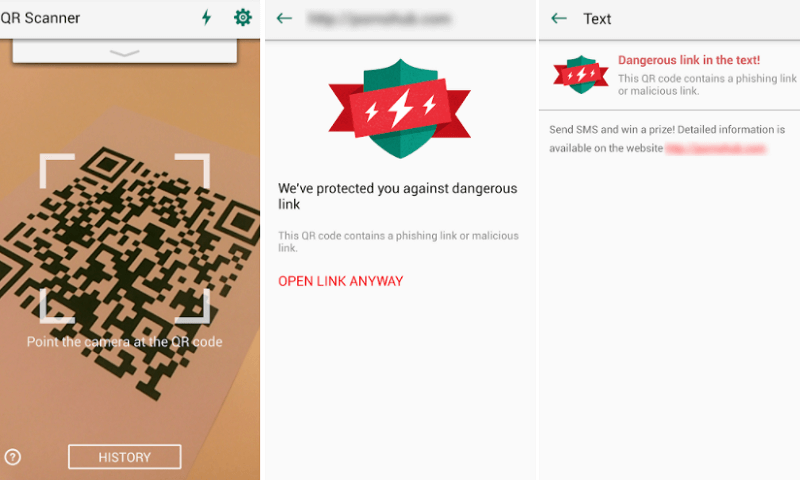 QR Scanner
Point the camera at the QR code
?
HISTORY
We've protected you against dangerous
link
This QR code contains a phishing link or malicious
link.
OPEN LINK ANYWAY
Text
Dangerous link in the text!
This QR code contains a phishing link
or malicious link.
Send SMS and win a prize! Detailed information is
available on the website